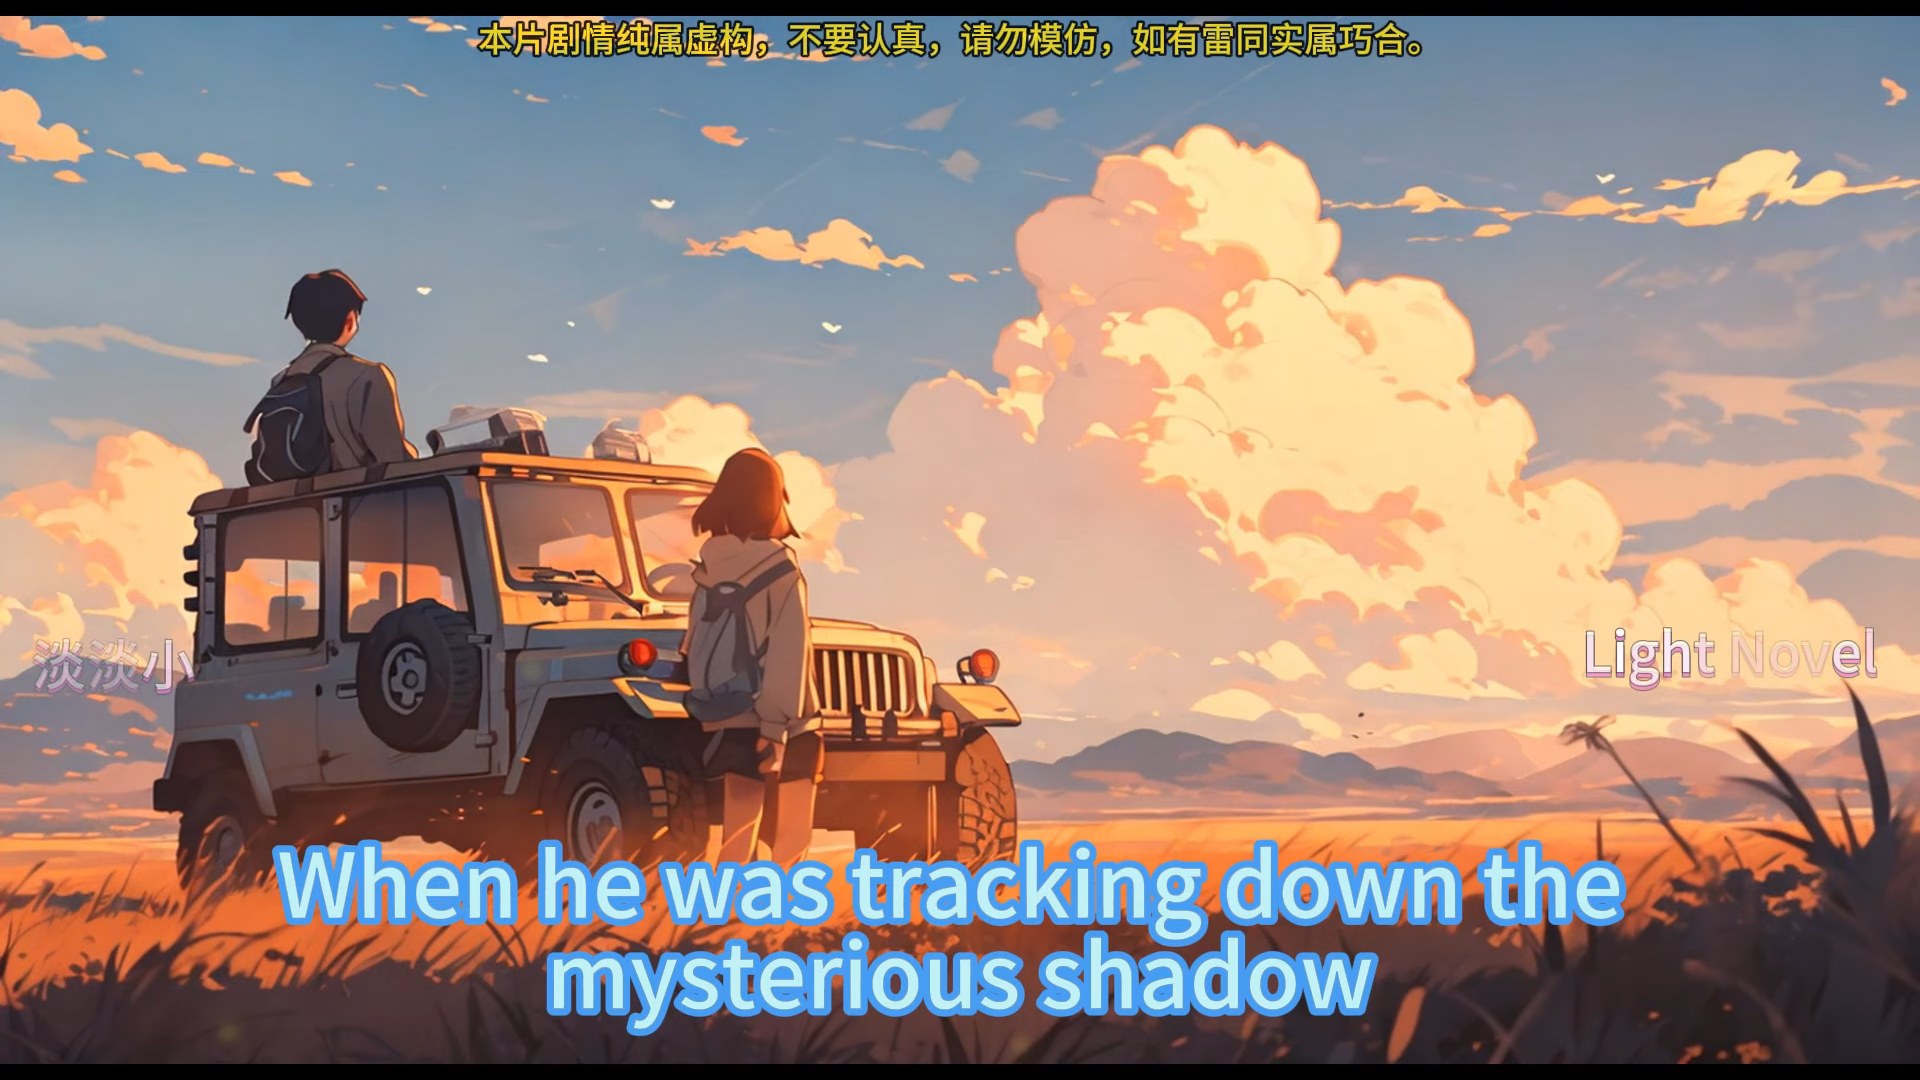 本片剧情纯属虚构，不要认真，请勿模仿，如有雷同实属巧合。
淡淡小
Light Novel
When he was tracking down the
mysterious shadow